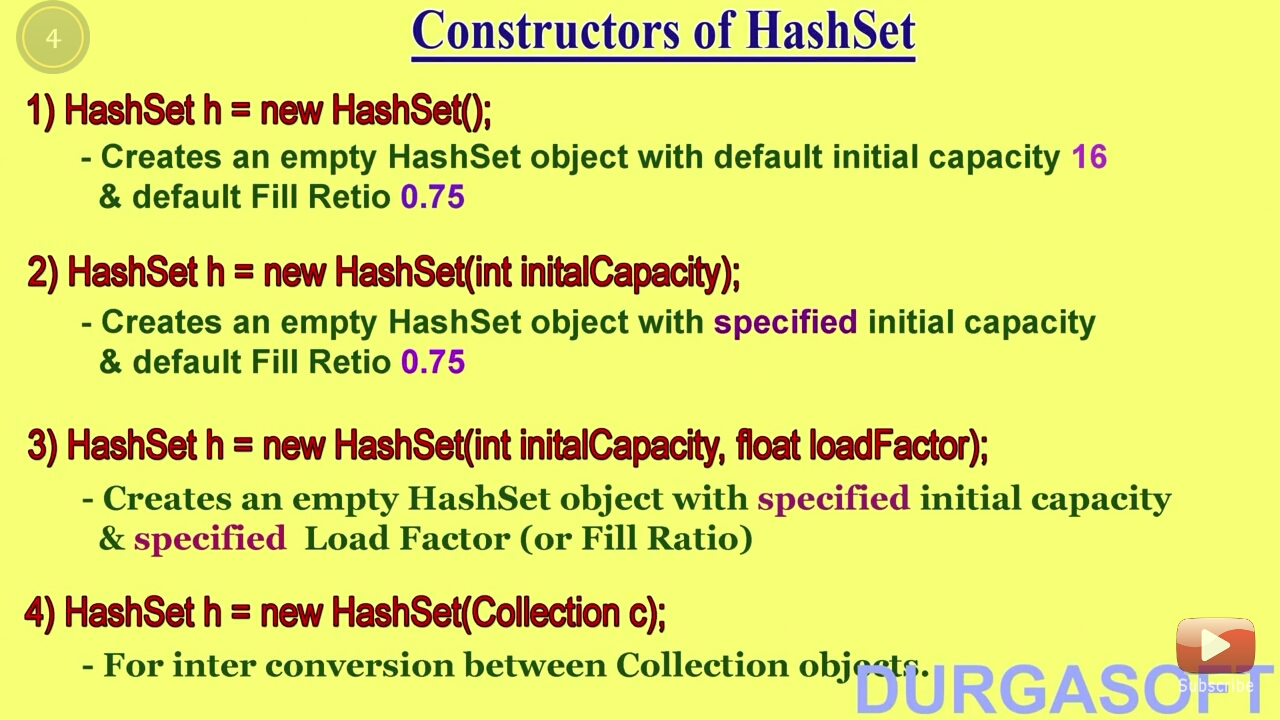 4
Constructors of HashSet
1) HashSet h = new HashSet();
- Creates an empty HashSet object with default initial capacity 16
& default Fill Retio 0.75
2) HashSet h = new HashSet(int initalCapacity);
- Creates an empty HashSet object with specified initial capacity
& default Fill Retio 0.75
3) HashSet h = new HashSet(int initalCapacity, float loadFactor);
- Creates an empty HashSet object with specified initial capacity
& specified Load Factor (or Fill Ratio)
4) HashSet h = new HashSet(Collection c);
- For inter conversion between Collection objects.
DURGASOFT
Subscribe